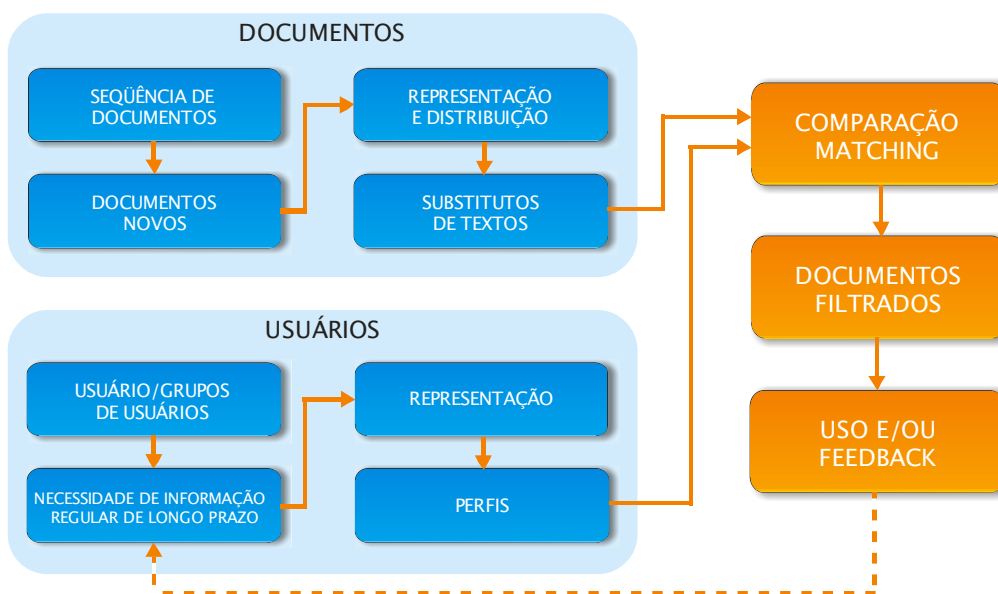 DOCUMENTOS
SEQÜÊNCIA DE
DOCUMENTOS
DOCUMENTOS
NOVOS
REPRESENTAÇÃO
E DISTRIBUIÇÃO
SUBSTITUTOS
DE TEXTOS
USUÁRIOS
USUÁRIO/GRUPOS
DE USUÁRIOS
NECESSIDADE DE INFORMAÇÃO
REGULAR DE LONGO PRAZO
REPRESENTAÇÃO
PERFIS
COMPARAÇÃO
MATCHING
DOCUMENTOS
FILTRADOS
USO E/OU
FEEDBACK